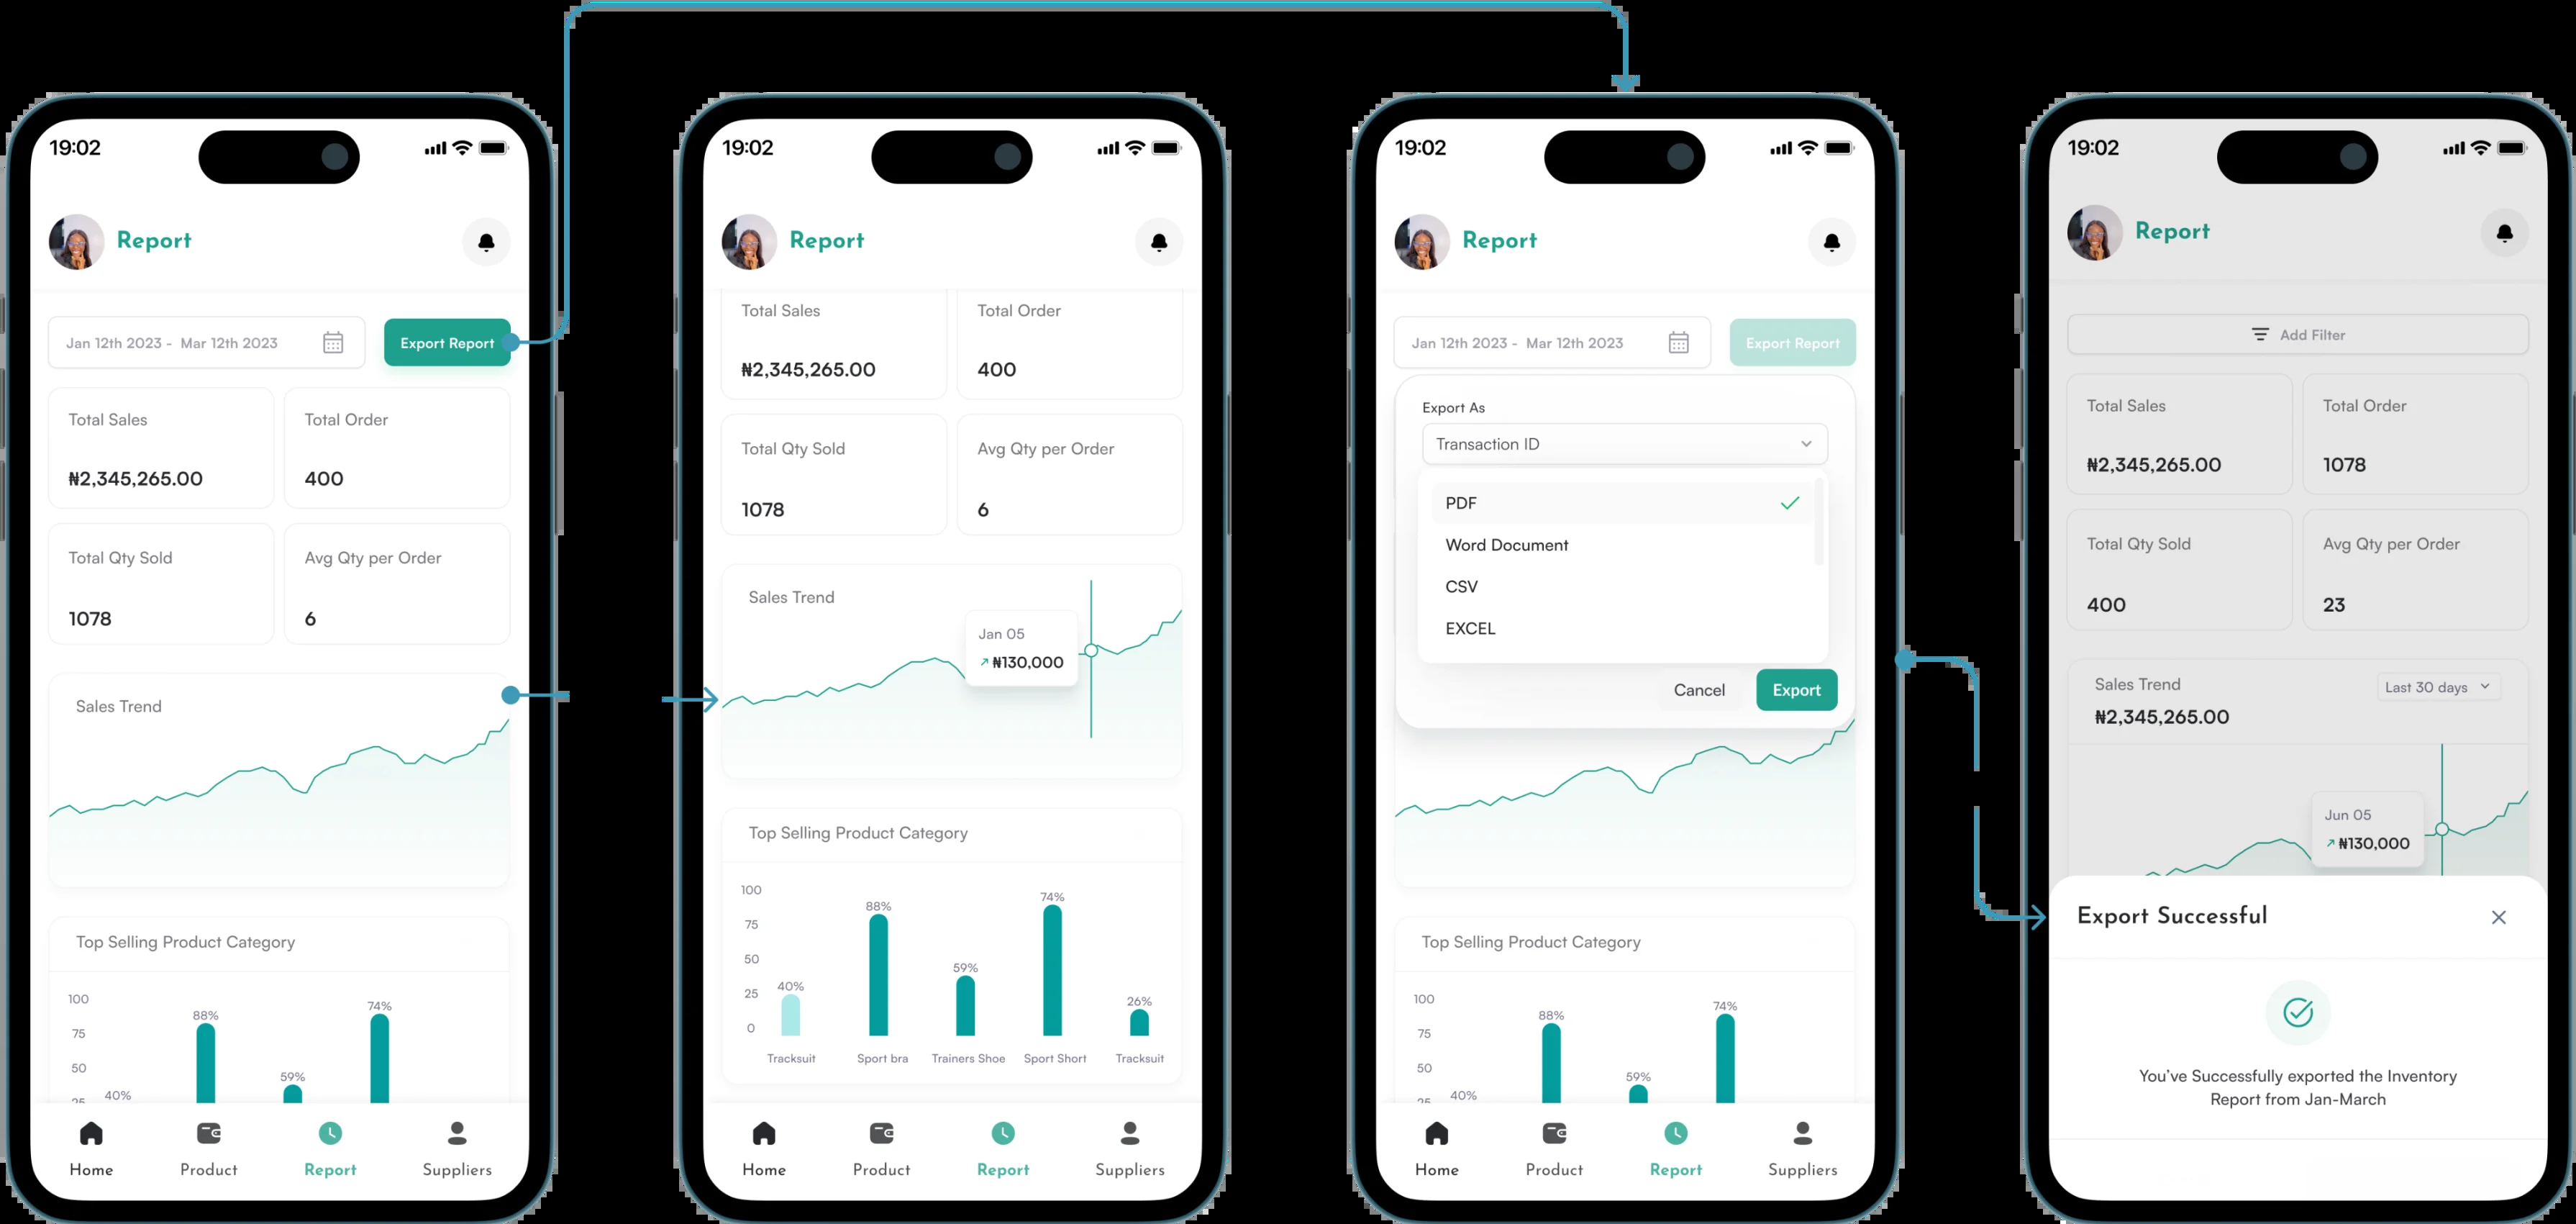 19:02
Report
Jan 12th 2023 - Mar 12th 2023
Export Report
Total Sales
Total Order
₦2,345,265.00
400
Total Qty Sold
Avg Qty per Order
1078
6
Sales Trend
Top Selling Product Category
100
75
50
25
40%
88%
59%
74%
Home
Product
Report
Suppliers
19:02
Report
Total Sales
Total Order
₦2,345,265.00
400
Total Qty Sold
Avg Qty per Order
1078
6
Sales Trend
Jan 05
₦130,000
Top Selling Product Category
100
75
50
25
0
40%
88%
59%
74%
26%
Tracksuit
Sport bra
Trainers Shoe
Sport Short
Tracksuit
Home
Product
Report
Suppliers
19:02
Report
Jan 12th 2023 - Mar 12th 2023
Export Report
Export As
Transaction ID
PDF
Word Document
CSV
EXCEL
Cancel
Export
Top Selling Product Category
100
75
50
25
40%
88%
59%
74%
Home
Product
Report
Suppliers
19:02
Report
Add Filter
Total Sales
Total Order
₦2,345,265.00
1078
Total Qty Sold
Avg Qty per Order
400
23
Sales Trend
Last 30 days
₦2,345,265.00
Jun 05
₦130,000
Export Successful
You've Successfully exported the Inventory
Report from Jan-March